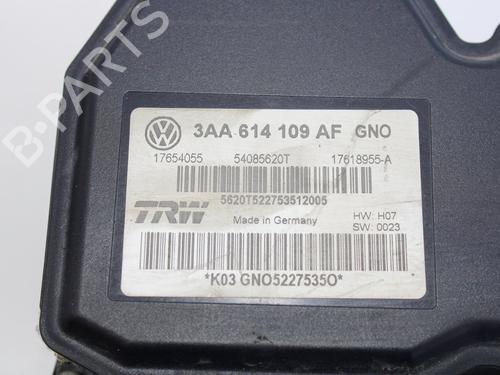 B-PARTS
3AA 614 109 AF GNO
17654055 54085620T 17618955-A
5620T522753512005
TRW
Made in Germany
HW: H07
SW: 0023
*K03 GNO52275350*